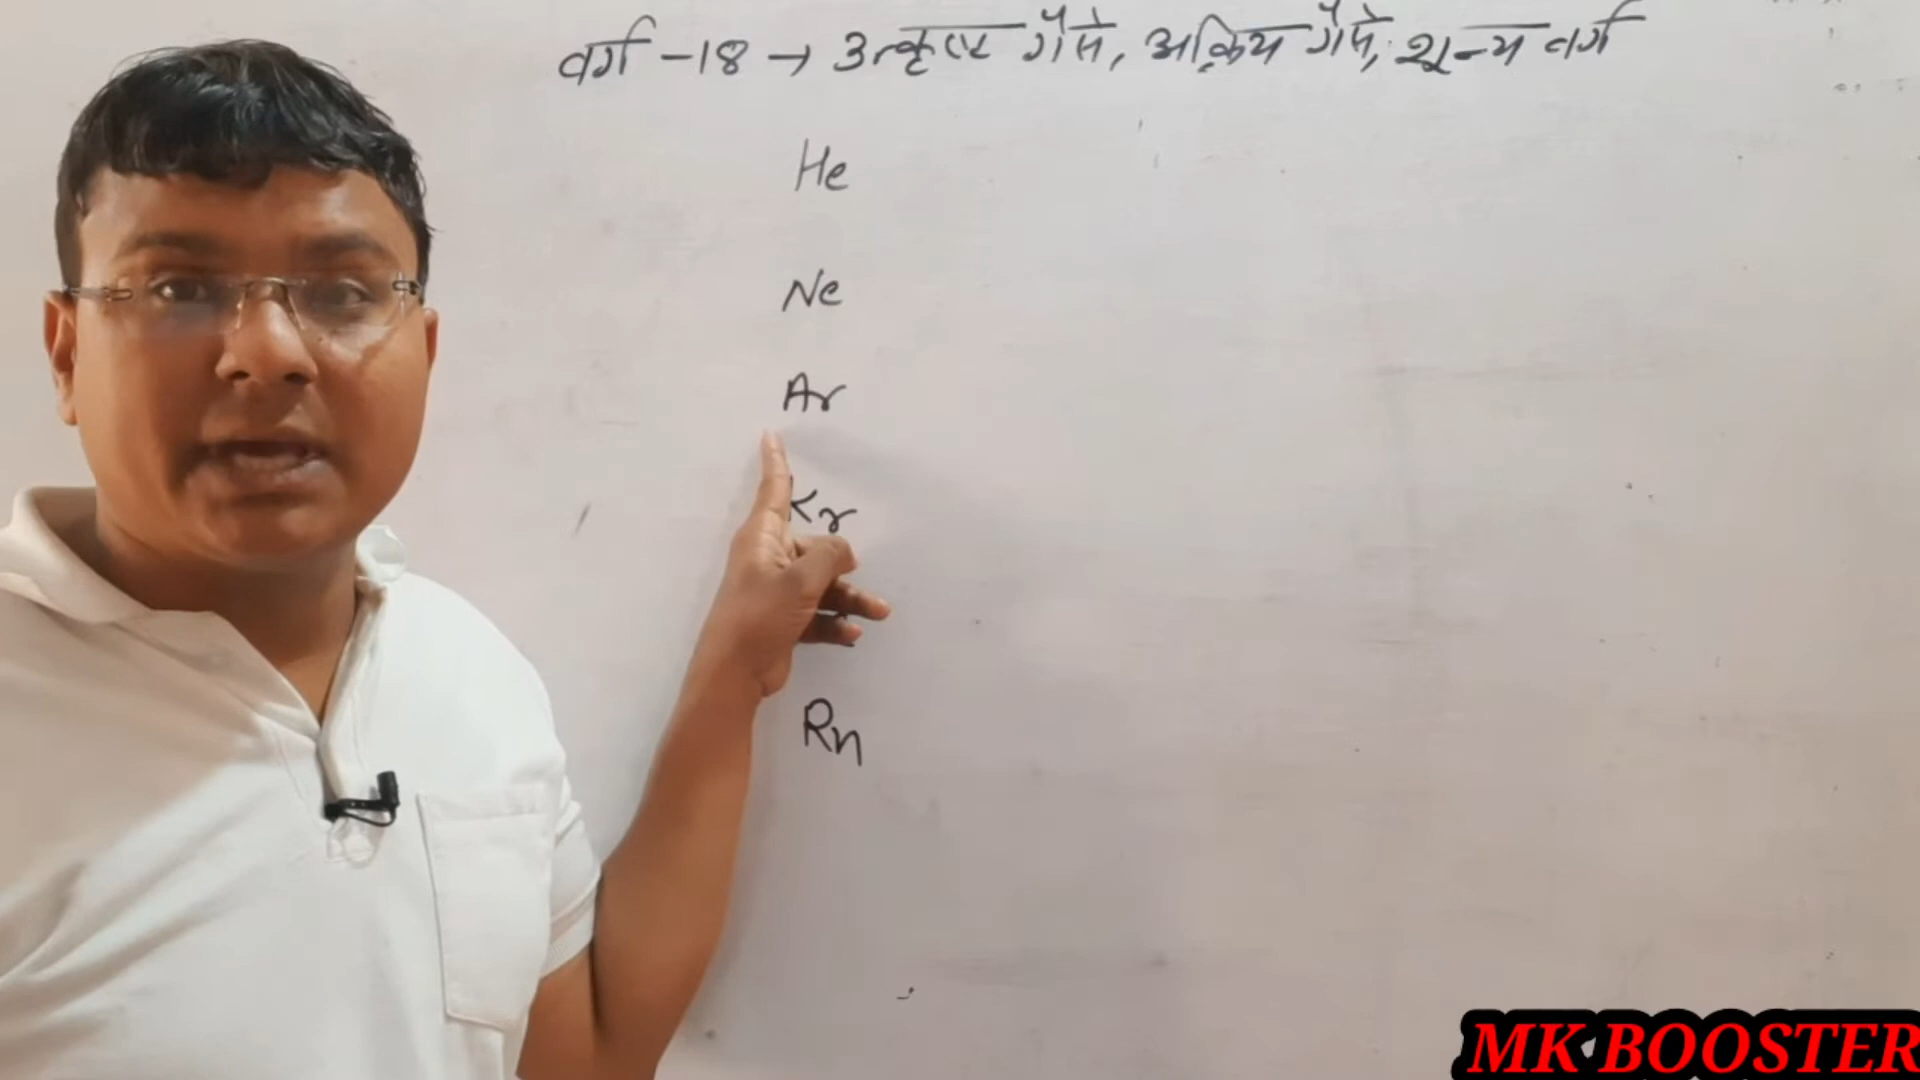 वर्ग -18 → उत्कृष्ट गैसें, अक्रिय गैसें, शून्य वर्ग
He
Ne
Ar
Kr
Rn
MK BOOSTER